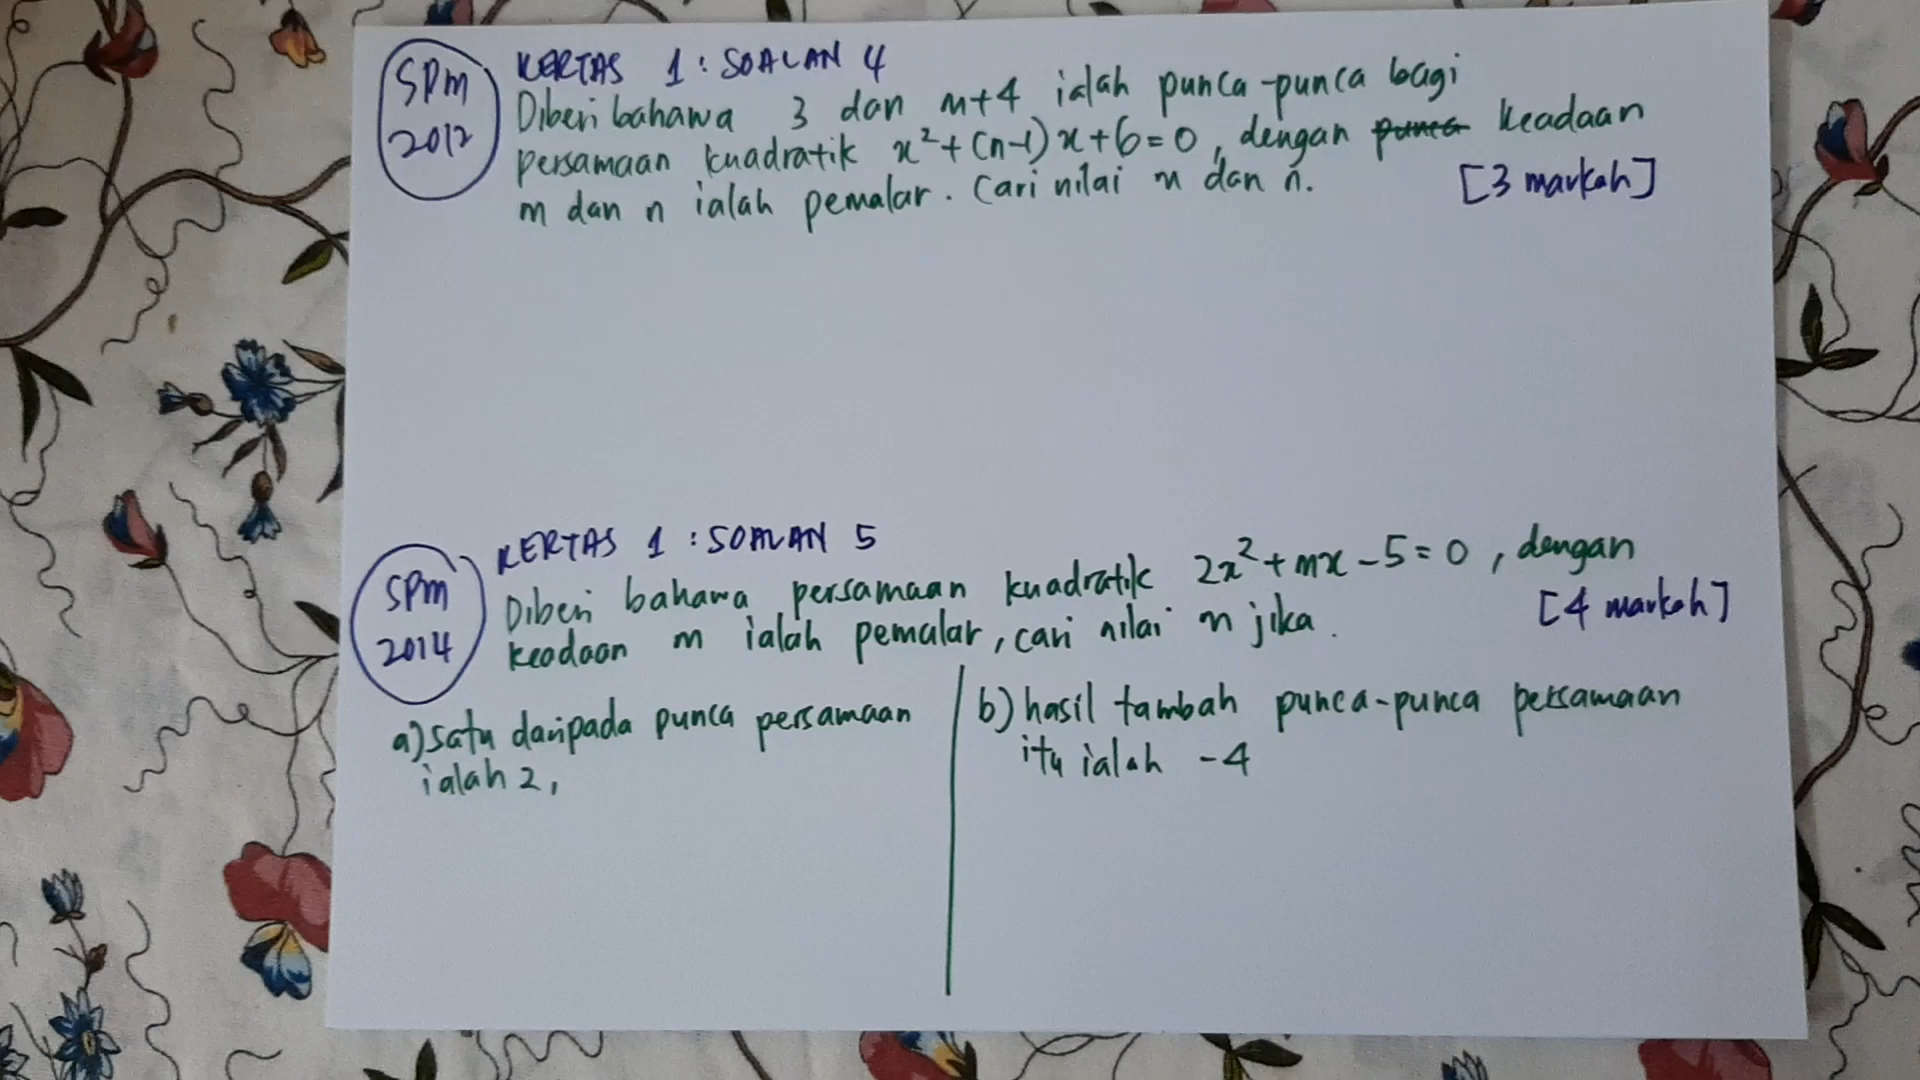 SPM
2012
KERTAS 1 : SOALAN 4
Diberi bahawa 3 dan m+4 ialah punca-punca bagi
persamaan kuadratik x²+(n-1)x+6=0, dengan punca keadaan
m dan n ialah pemalar. Cari nilai m dan n.
[3 markah]
SPM
2014
KERTAS 1 : SOALAN 5
Diberi bahawa persamaan kuadratik 2x²+mx-5=0, dengan
keadaan m ialah pemalar, cari nilai m jika.
[4 markah]
a) satu daripada punca persamaan
ialah 2,
b) hasil tambah punca-punca persamaan
itu ialah -4